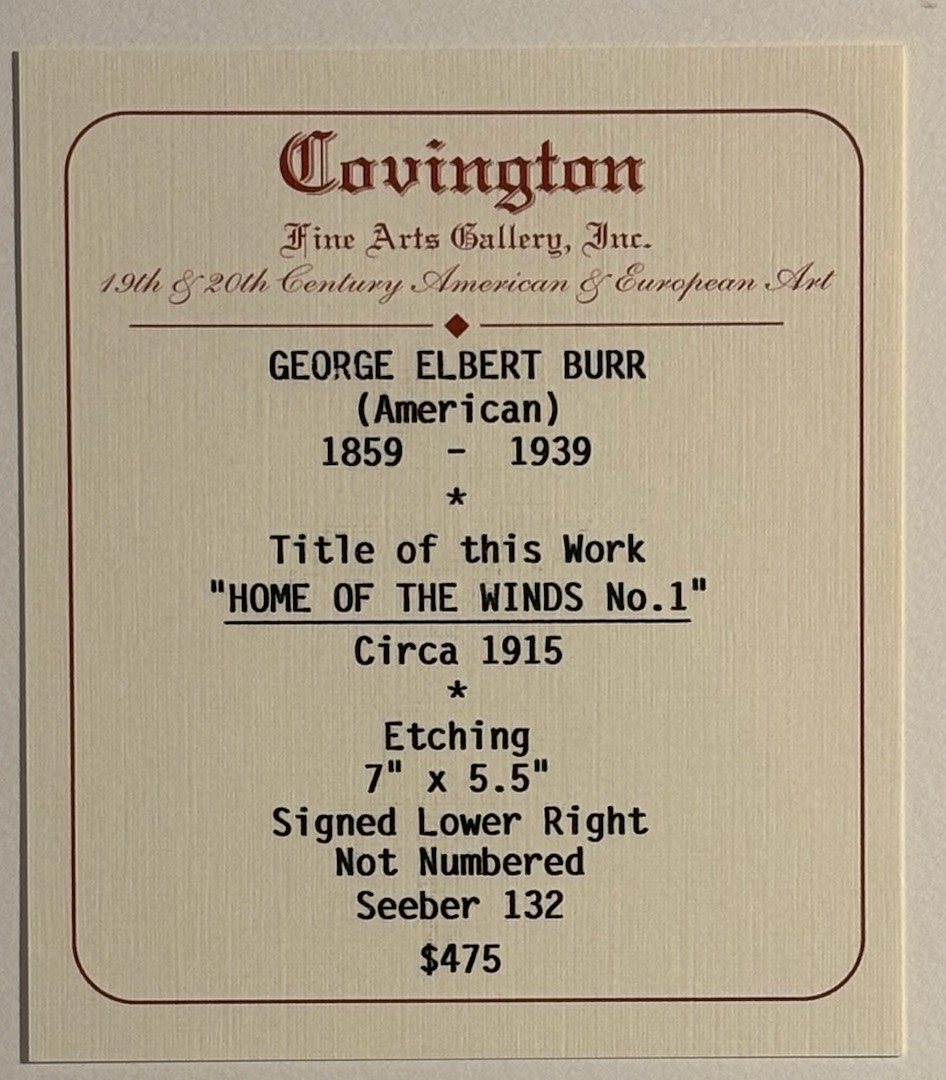 Covington
Fine Arts Gallery, Inc.
19th & 20th Century American & European Art
GEORGE ELBERT BURR
(American)
1859 - 1939
*
Title of this Work
"HOME OF THE WINDS No.1"
Circa 1915
*
Etching
7" x 5.5"
Signed Lower Right
Not Numbered
Seeber 132
$475